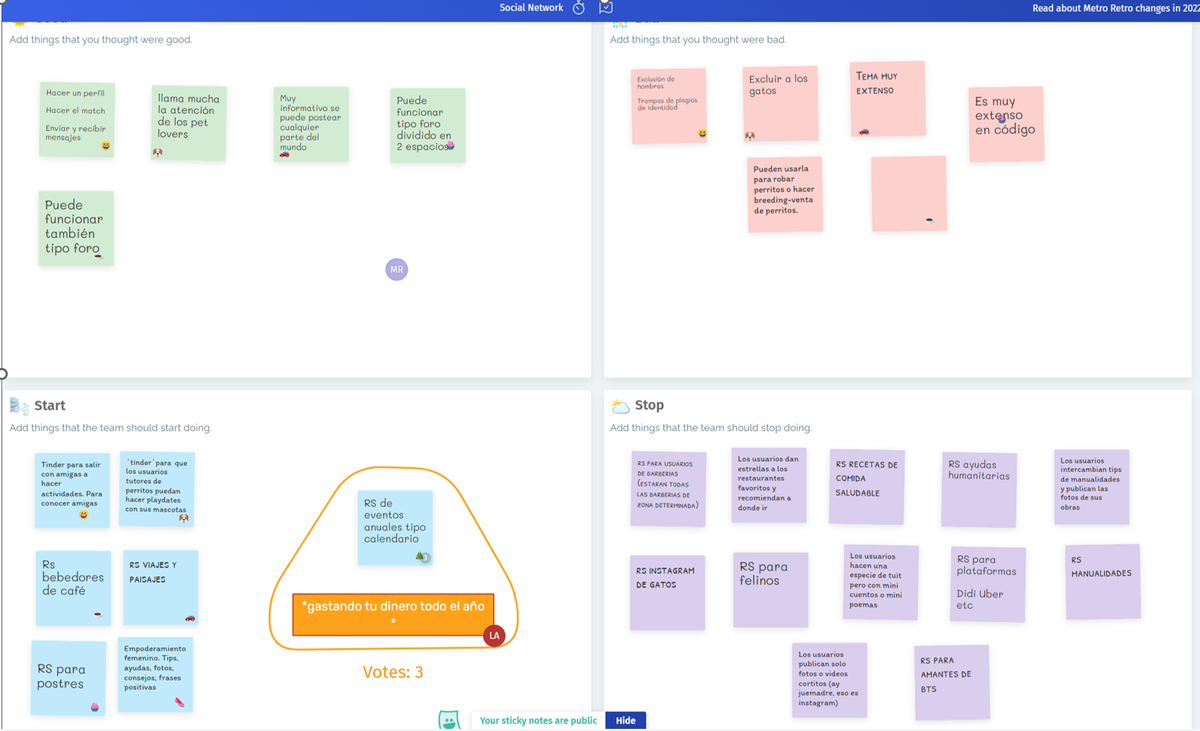 Social Network
Read about Metro Retro changes in 202
Add things that you thought were good.
Hacer un perfil
Hacer el match
Enviar y recibir
mensajes
llama mucha
la atención
de los pet
lovers
Muy
informativo se
puede postear
cualquier
parte del
mundo
Puede
funcionar
tipo foro
dividido en
2 espacios
Puede
funcionar
también
tipo foro
MR
Add things that you thought were bad.
Exclusión de
hombres
Trampas de plagios
de identidad
Excluir a los
gatos
TEMA MUY
EXTENSO
Es muy
extenso
en código
Pueden usarla
para robar
perritos o hacer
breeding-venta
de perritos.
Start
Add things that the team should start doing.
Tinder para salir
con amigas a
hacer
actividades. Para
conocer amigas
¨tinder¨para que
los usuarios
tutores de
perritos puedan
hacer playdates
con sus mascotas
Rs
bebedores
de café
RS VIAJES Y
PAISAJES
RS para
postres
Empoderamiento
femenino. Tips,
ayudas, fotos,
consejos, frases
positivas
RS de
eventos
anuales tipo
calendario
*gastando tu dinero todo el año
*
LA
Votes: 3
Stop
Add things that the team should stop doing.
RS PARA USUARIOS
DE BARBERIAS
(ESTARAN TODAS
LAS BARBERIAS DE
ZONA DETERMINADA)
Los usuarios dan
estrellas a los
restaurantes
favoritos y
recomiendan a
donde ir
RS RECETAS DE
COMIDA
SALUDABLE
RS ayudas
humanitarias
Los usuarios
intercambian tips
de manualidades
y publican las
fotos de sus
obras
RS INSTAGRAM
DE GATOS
RS para
felinos
Los usuarios
hacen una
especie de tuit
pero con mini
cuentos o mini
poemas
RS para
plataformas
Didi Uber
etc
RS
MANUALIDADES
Los usuarios
publican solo
fotos o videos
cortitos (ay
juemadre, eso es
instagram)
RS PARA
AMANTES DE
BTS
Your sticky notes are public
Hide